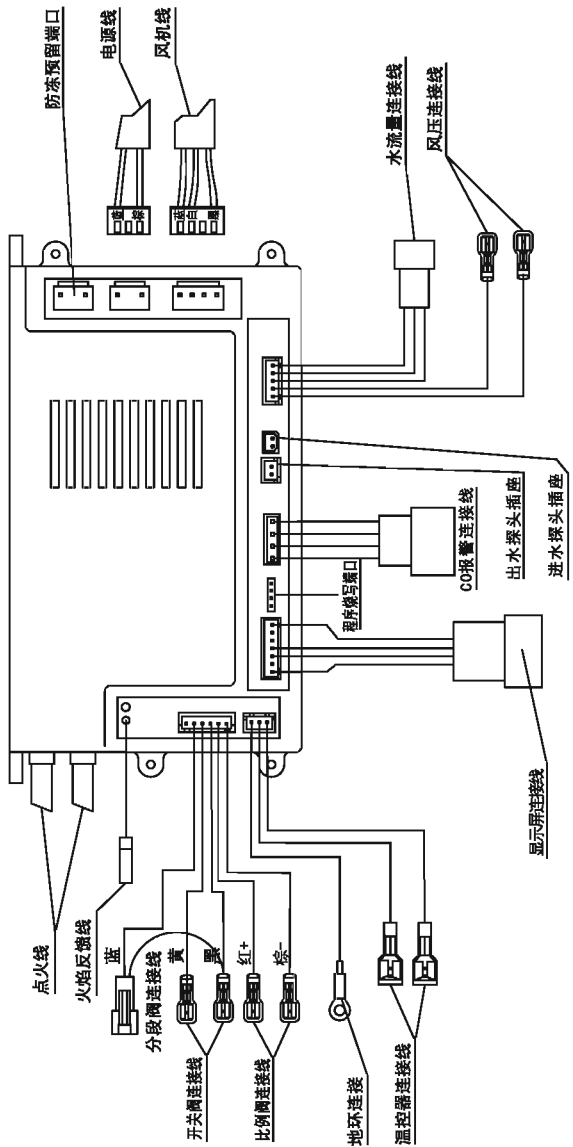 防冻预留端口
电源线
风机线
蓝
棕
蓝
白
黑
水流量连接线
风压连接线
进水探头插座
出水探头插座
CO报警连接线
程序烧写端口
显示屏连接线
点火线
火焰反馈线
蓝
分段阀连接线
黄
黑
开关阀连接线
红+
棕-
比例阀连接线
地环连接
温控器连接线